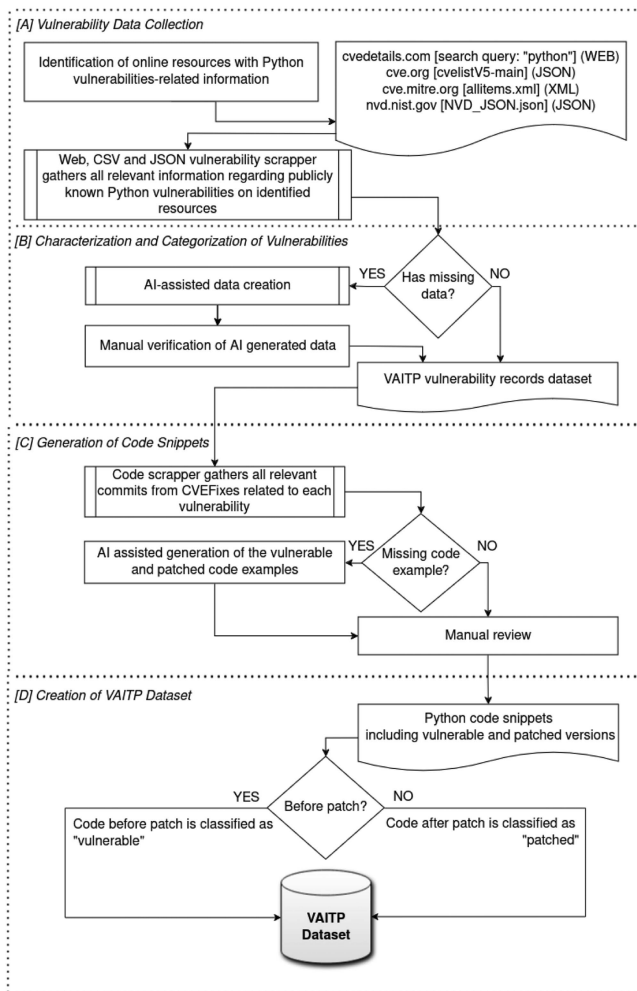 [A] Vulnerability Data Collection
Identification of online resources with Python
vulnerabilities-related information
cvedetails.com [search query: "python"] (WEB)
cve.org [cvelistV5-main] (JSON)
cve.mitre.org [allitems.xml] (XML)
nvd.nist.gov [NVD_JSON.json] (JSON)
Web, CSV and JSON vulnerability scrapper
gathers all relevant information regarding publicly
known Python vulnerabilities on identified
resources
[B] Characterization and Categorization of Vulnerabilities
Has missing
data?
YES
NO
AI-assisted data creation
Manual verification of AI generated data
VAITP vulnerability records dataset
[C] Generation of Code Snippets
Code scrapper gathers all relevant
commits from CVEFixes related to each
vulnerability
Missing code
example?
YES
NO
AI assisted generation of the vulnerable
and patched code examples
Manual review
[D] Creation of VAITP Dataset
Python code snippets
including vulnerable and patched versions
Before patch?
YES
NO
Code before patch is classified as
"vulnerable"
Code after patch is classified as
"patched"
VAITP
Dataset